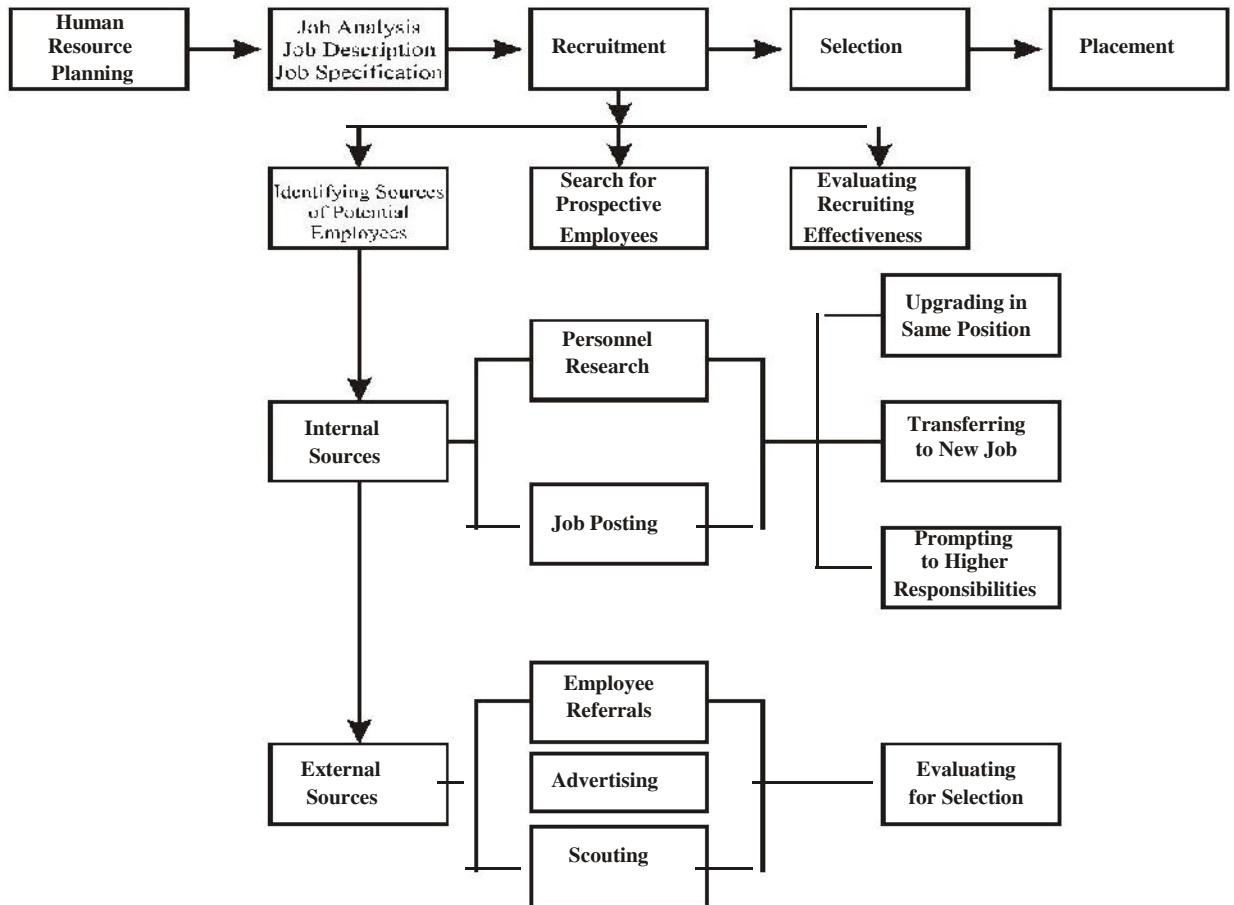 Human
Resource
Planning
Job Analysis
Job Description
Job Specification
Recruitment
Selection
Placement
Identifying Sources
of Potential
Employees
Search for
Prospective
Employees
Evaluating
Recruiting
Effectiveness
Upgrading in
Same Position
Personnel
Research
Internal
Sources
Transferring
to New Job
Job Posting
Prompting
to Higher
Responsibilities
Employee
Referrals
External
Sources
Advertising
Evaluating
for Selection
Scouting